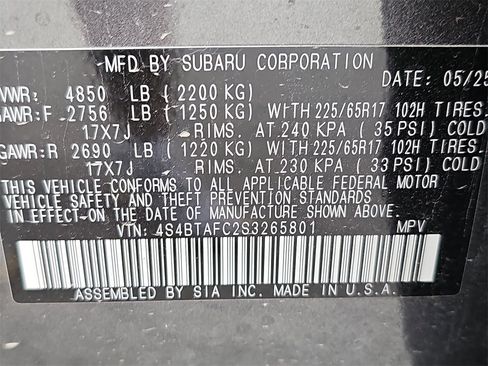 MFD BY SUBARU CORPORATION DATE: 05/25
VWR: 4850 LB (2200 KG)
GAWR:F 2756 LB (1250 KG) WITH 225/65R17 102H TIRES.
17X7J RIMS. AT 240 KPA (35 PSI) COLD
GAWR:R 2690 LB (1220 KG) WITH 225/65R17 102H TIRES.
17X7J RIMS. AT 230 KPA (33 PSI) COLD
THIS VEHICLE CONFORMS TO ALL APPLICABLE FEDERAL MOTOR
VEHICLE SAFETY AND THEFT PREVENTION STANDARDS
IN EFFECT ON THE DATE OF MANUFACTURE SHOWN ABOVE.
VIN: 4S4BTAFC2S3265801 MPV
ASSEMBLED BY SIA INC. MADE IN U.S.A.